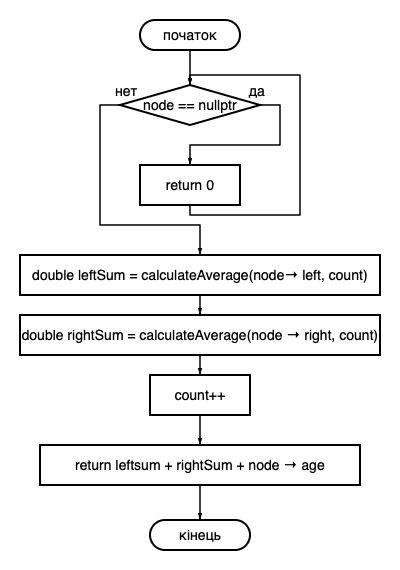 початок
нет
да
node == nullptr
return 0
double leftSum = calculateAverage(node→ left, count)
double rightSum = calculateAverage(node → right, count)
count++
return leftsum + rightSum + node → age
кінець